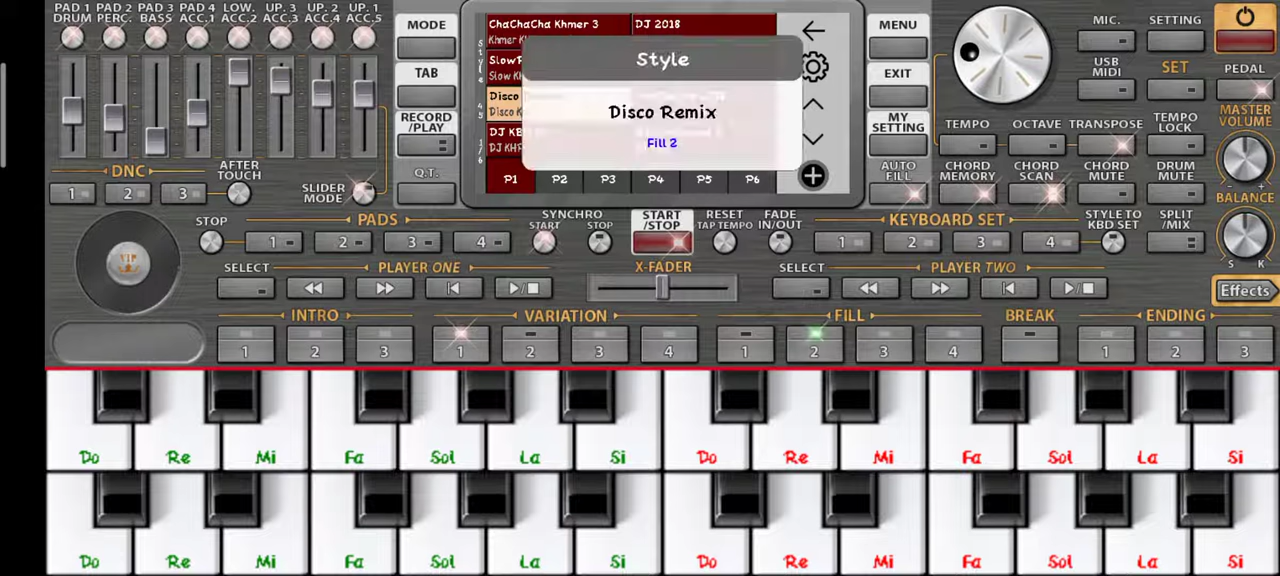 PAD 1 PAD 2 PAD 3 PAD 4 LOW. UP. 3 UP. 2 UP. 1
DRUM PERC. BASS ACC.1 ACC.2 ACC.3 ACC.4 ACC.5
MODE
TAB
RECORD
/PLAY
Q.T.
DNC
1 2 3
AFTER
TOUCH
SLIDER
MODE
ChaChaCha Khmer 3 DJ 2018
Style
Disco Remix
Fill 2
P1 P2 P3 P4 P5 P6
MENU
EXIT
MY
SETTING
AUTO
FILL
MIC. SETTING
USB
MIDI
SET
PEDAL
MASTER
VOLUME
TEMPO OCTAVE TRANSPOSE TEMPO
LOCK
CHORD
MEMORY
CHORD
SCAN
CHORD
MUTE
DRUM
MUTE
BALANCE
S K
VIP
STOP
PADS
1 2 3 4
SYNCHRO
START STOP
START
/STOP
RESET
TAP TEMPO
FADE
IN/OUT
KEYBOARD SET
1 2 3 4
STYLE TO
KBD SET
SPLIT
/MIX
SELECT PLAYER ONE X-FADER SELECT PLAYER TWO
Effects
INTRO VARIATION FILL BREAK ENDING
1 2 3 1 2 3 4 1 2 3 4 1 2 3
Do Re Mi Fa Sol La Si Do Re Mi Fa Sol La Si
Do Re Mi Fa Sol La Si Do Re Mi Fa Sol La Si